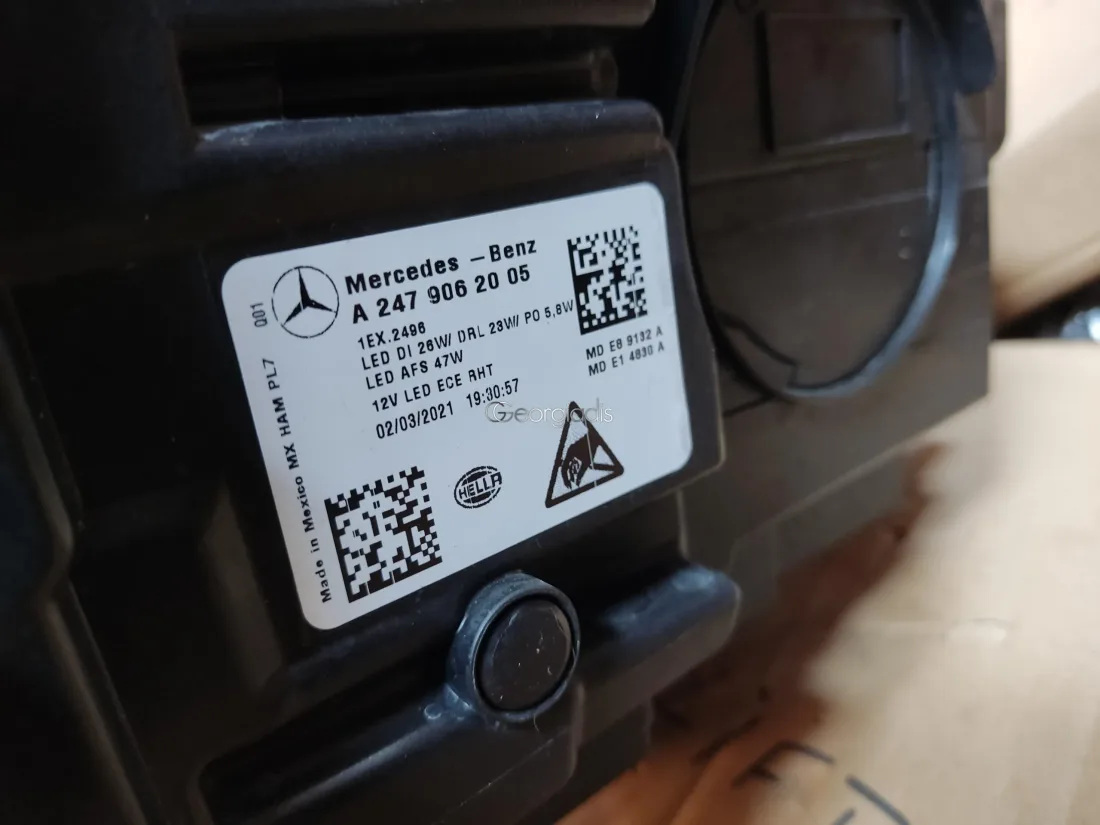 Mercedes - Benz
A 247 906 20 05
1EX.2496
LED DI 26W/ DRL 23W/ PO 5,8W
LED AFS 47W
12V LED ECE RHT
02/03/2021 19:30:57
MD E8 9132 A
MD E1 4830 A
Made in Mexico MX HAM PL7 Q01
HELLA
Georgiadis